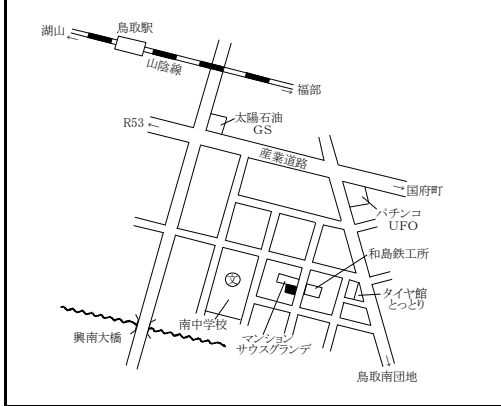 湖山
鳥取駅
山陰線
福部
太陽石油
GS
R53
産業道路
国府町
パチンコ
UFO
和島鉄工所
文
タイヤ館
とっとり
南中学校
マンション
サウスグランデ
興南大橋
鳥取南団地